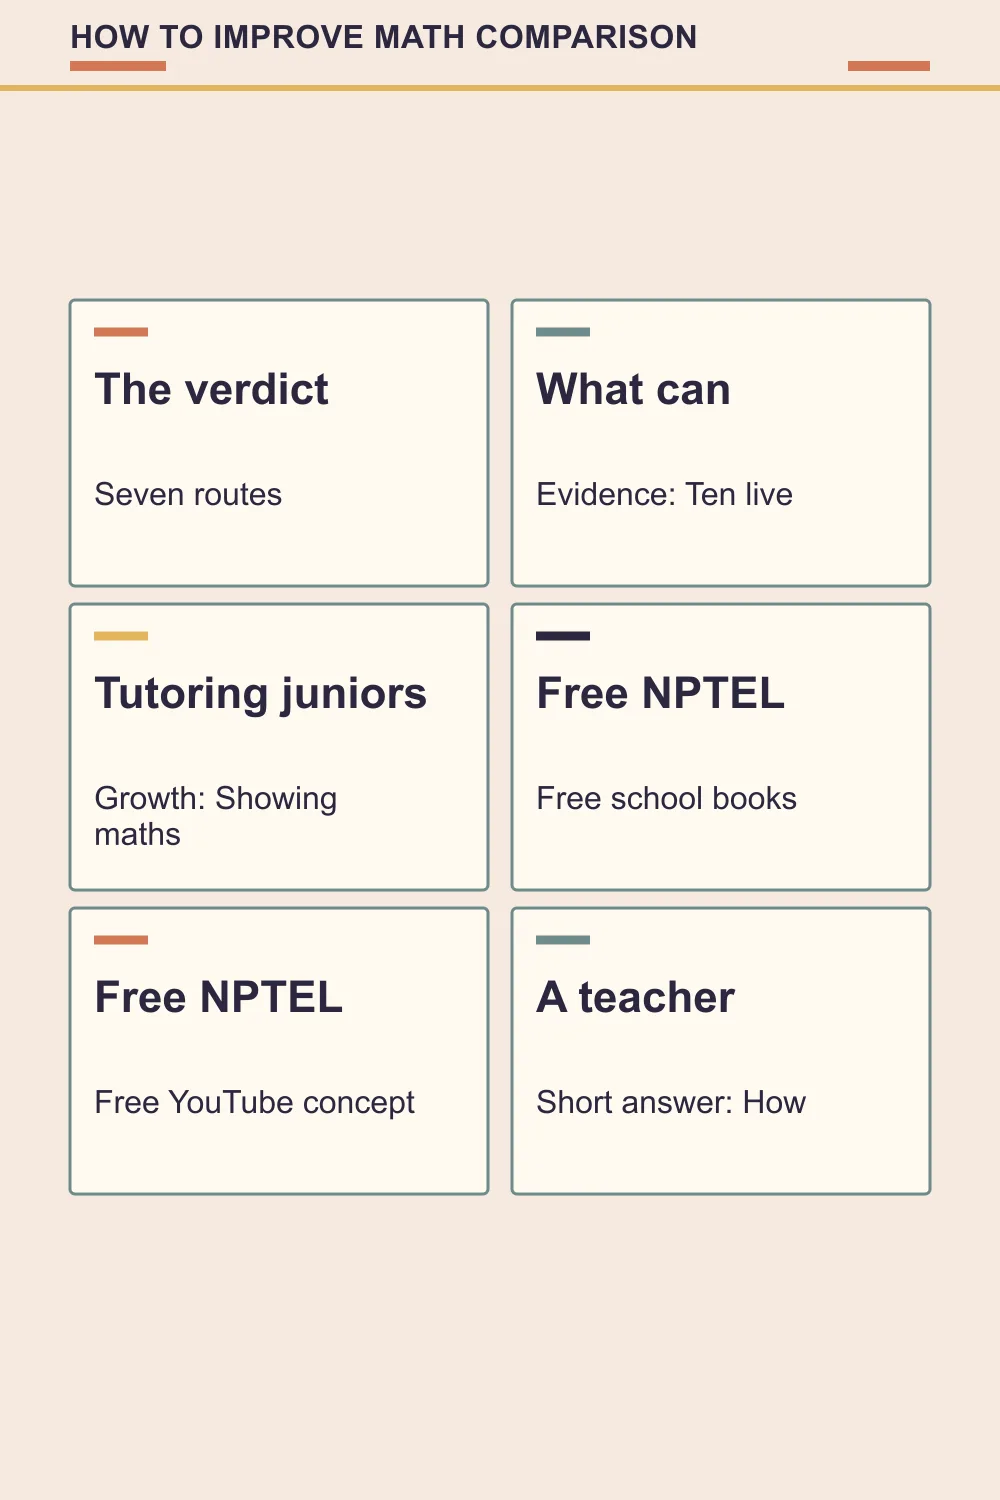 HOW TO IMPROVE MATH COMPARISON
The verdict
Seven routes
What can
Evidence: Ten live
Tutoring juniors
Growth: Showing
maths
Free NPTEL
Free school books
Free NPTEL
Free YouTube concept
A teacher
Short answer: How